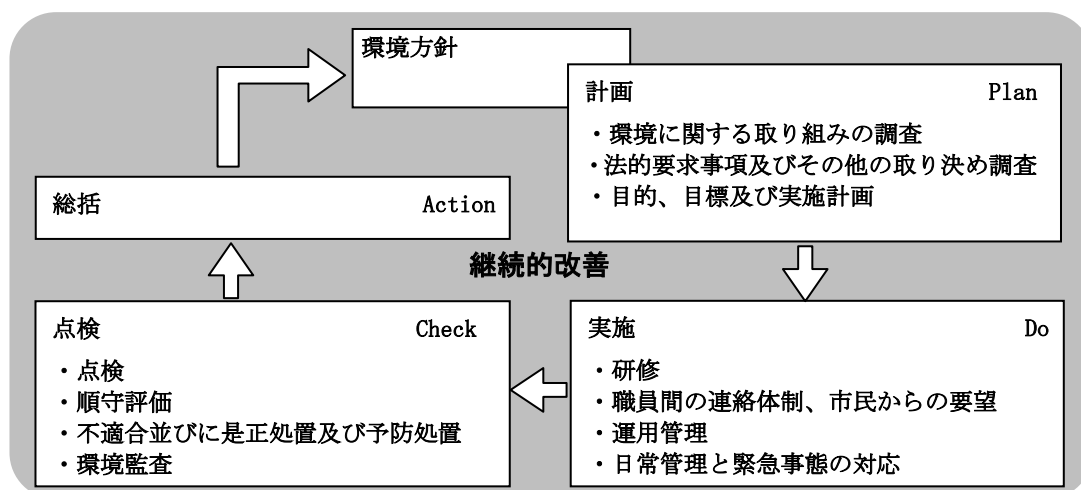 環境方針
計画 Plan
・環境に関する取り組みの調査
・法的要求事項及びその他の取り決め調査
・目的、目標及び実施計画
総括 Action
継続的改善
点検 Check
・点検
・順守評価
・不適合並びに是正処置及び予防処置
・環境監査
実施 Do
・研修
・職員間の連絡体制、市民からの要望
・運用管理
・日常管理と緊急事態の対応